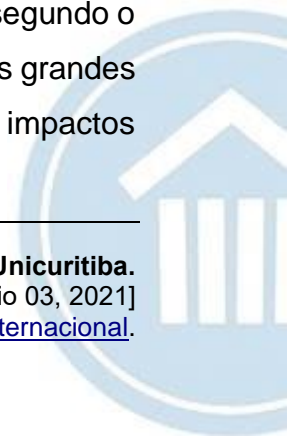 segundo o
s grandes
impactos
Unicuritiba.
io 03, 2021]
ternacional.